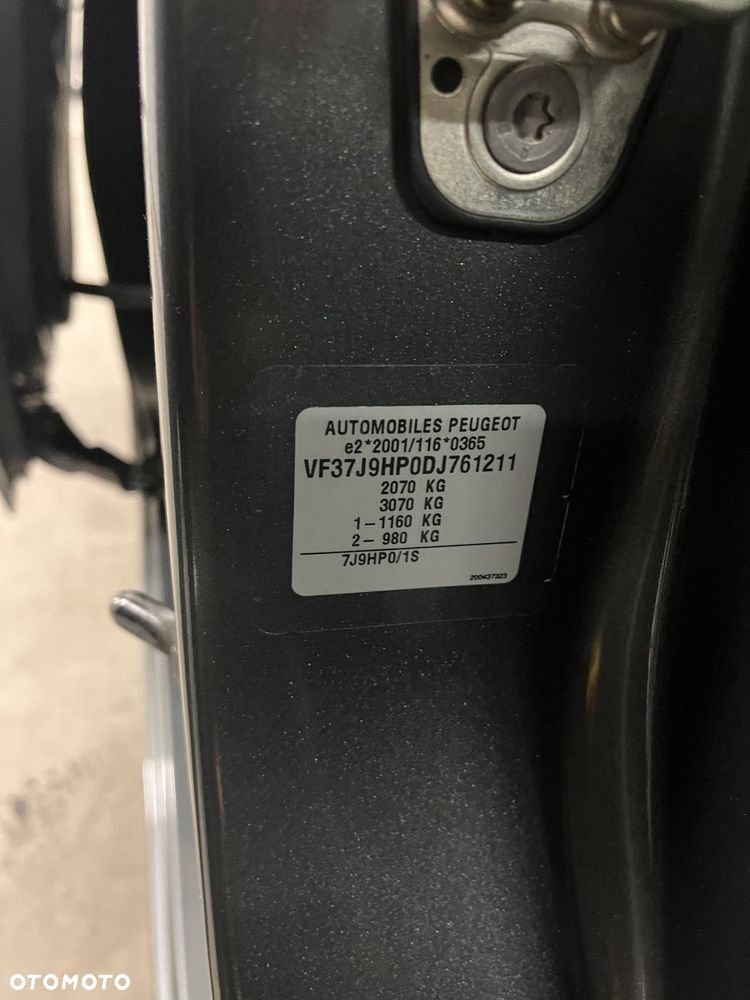 AUTOMOBILES PEUGEOT
e2*2001/116*0365
VF37J9HP0DJ761211
2070 KG
3070 KG
1-1160 KG
2- 980 KG
7J9HP0/1S
200437323
OTOMOTO